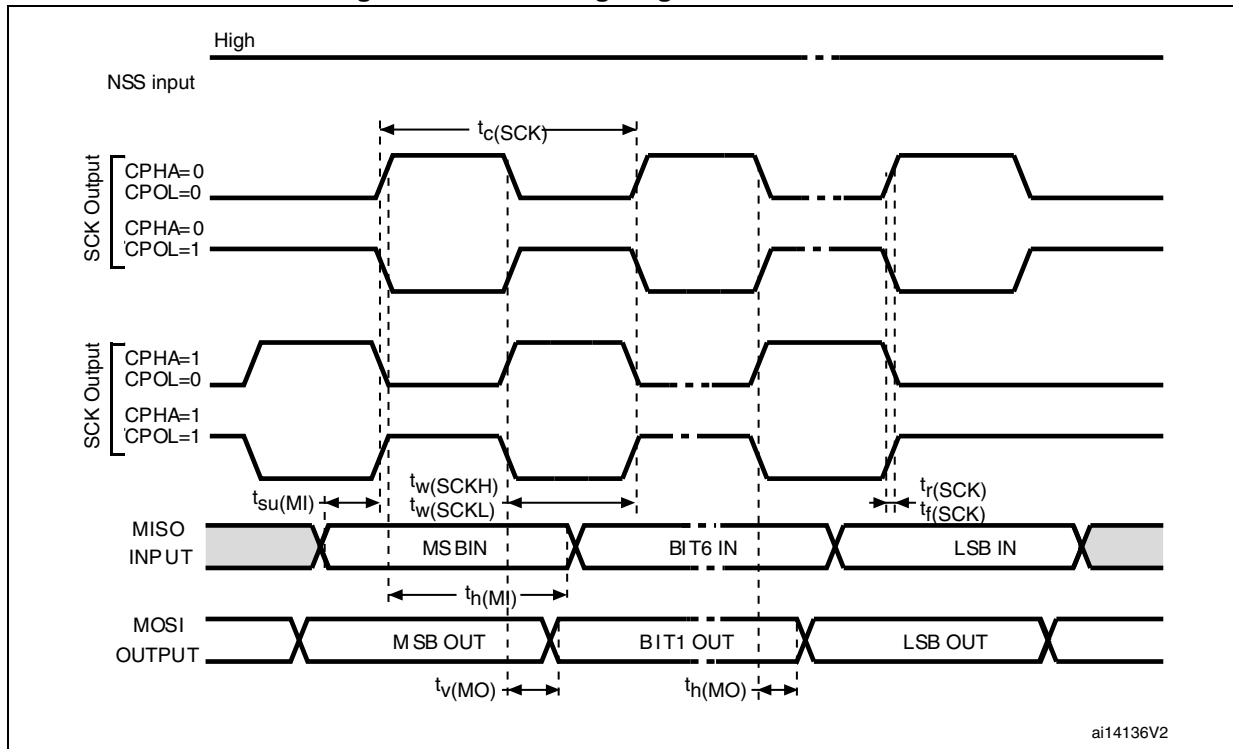 High
NSS input
tc(SCK)
SCK Output
CPHA=0
CPOL=0
CPHA=0
CPOL=1
SCK Output
CPHA=1
CPOL=0
CPHA=1
CPOL=1
tsu(MI)
tw(SCKH)
tw(SCKL)
tr(SCK)
tf(SCK)
MISO
INPUT
MSBIN
BIT6 IN
LSB IN
th(MI)
MOSI
OUTPUT
MSB OUT
BIT1 OUT
LSB OUT
tv(MO)
th(MO)
ai14136V2